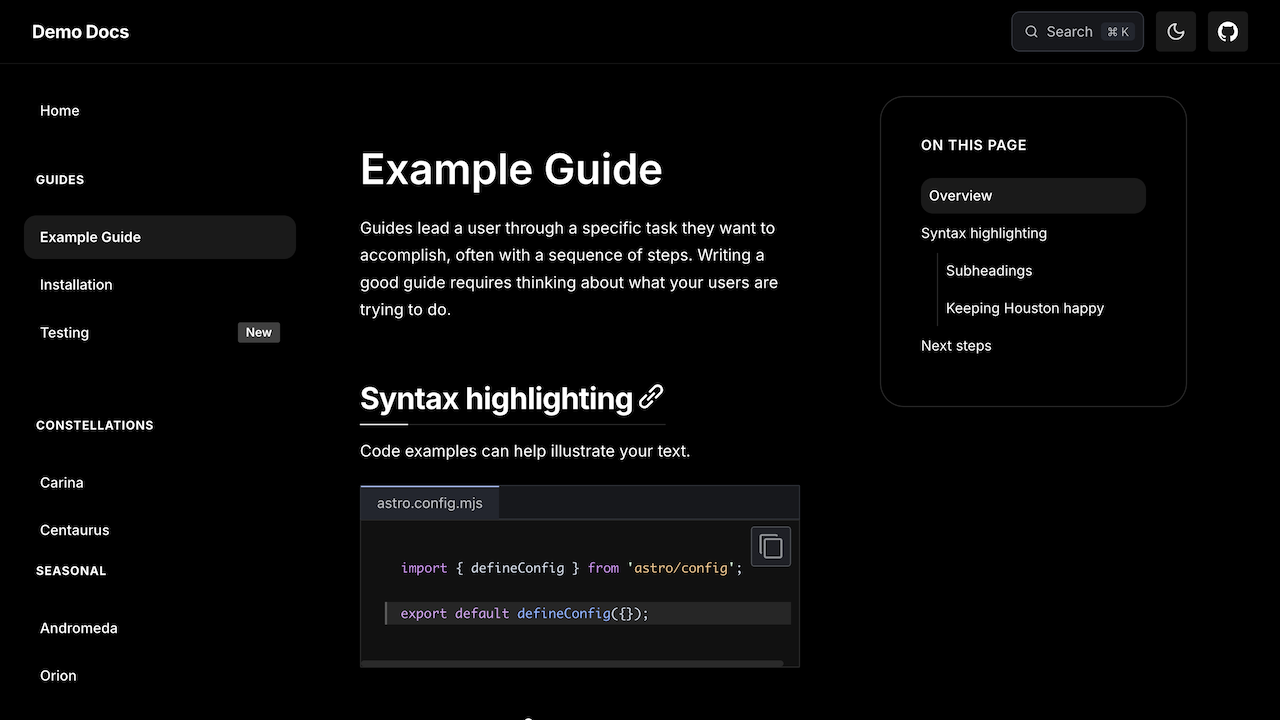 Demo Docs
Search ⌘ K
Home
GUIDES
Example Guide
Installation
Testing New
CONSTELLATIONS
Carina
Centaurus
SEASONAL
Andromeda
Orion
Example Guide
Guides lead a user through a specific task they want to
accomplish, often with a sequence of steps. Writing a
good guide requires thinking about what your users are
trying to do.
Syntax highlighting
Code examples can help illustrate your text.
astro.config.mjs
import { defineConfig } from 'astro/config';
export default defineConfig({});
ON THIS PAGE
Overview
Syntax highlighting
Subheadings
Keeping Houston happy
Next steps